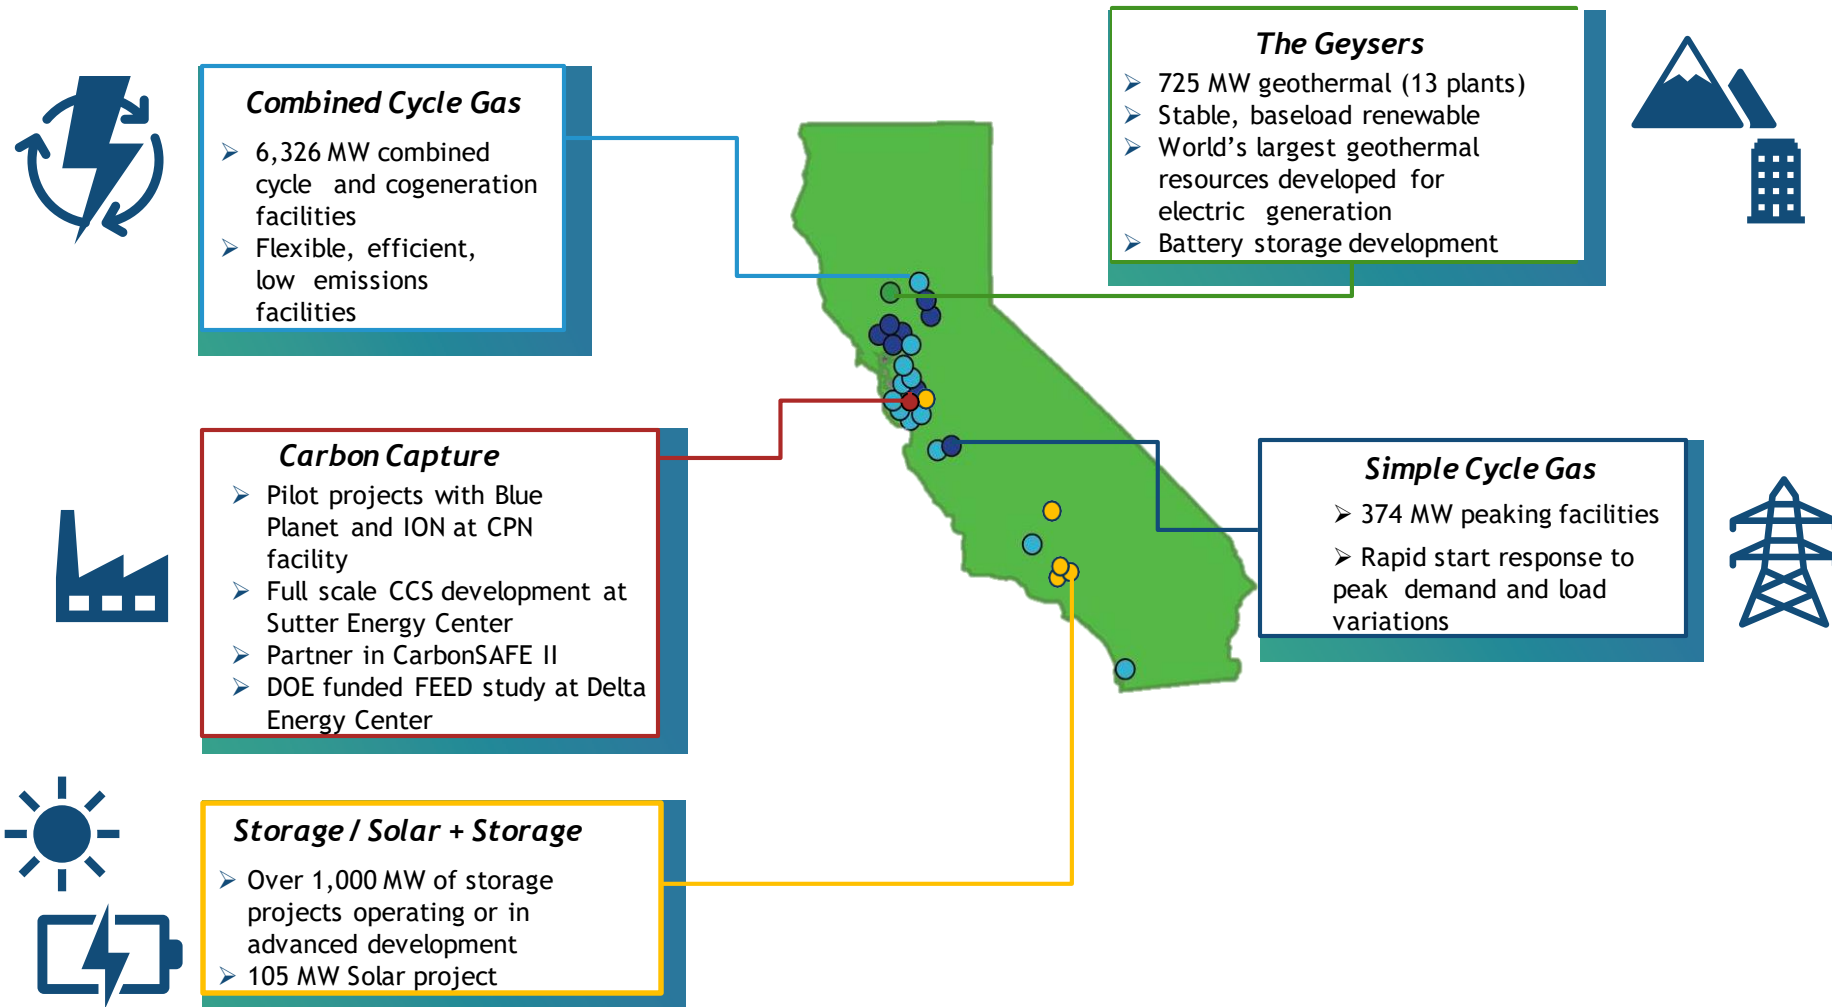 Combined Cycle Gas
➢ 6,326 MW combined
cycle and cogeneration
facilities
➢ Flexible, efficient,
low emissions
facilities
The Geysers
➢ 725 MW geothermal (13 plants)
➢ Stable, baseload renewable
➢ World’s largest geothermal
resources developed for
electric generation
➢ Battery storage development
Carbon Capture
➢ Pilot projects with Blue
Planet and ION at CPN
facility
➢ Full scale CCS development at
Sutter Energy Center
➢ Partner in CarbonSAFE II
➢ DOE funded FEED study at Delta
Energy Center
Simple Cycle Gas
➢ 374 MW peaking facilities
➢ Rapid start response to
peak demand and load
variations
Storage / Solar + Storage
➢ Over 1,000 MW of storage
projects operating or in
advanced development
➢ 105 MW Solar project